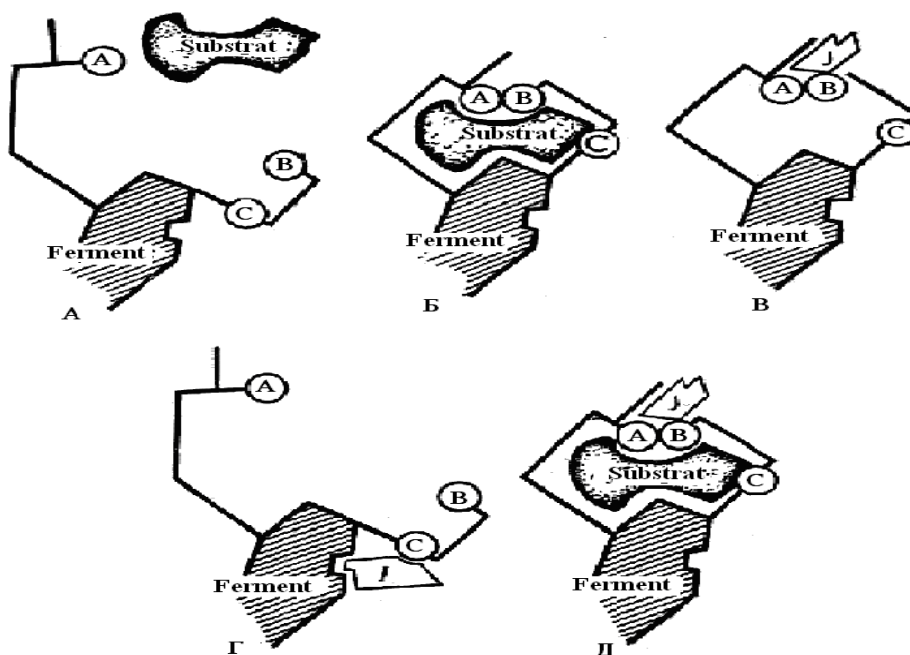 A
Substrat
B
C
Ferment
А
A B
Substrat
C
Ferment
Б
J
A B
C
Ferment
В
A
B
C
J
Ferment
Г
J
A B
Substrat
C
Ferment
Д